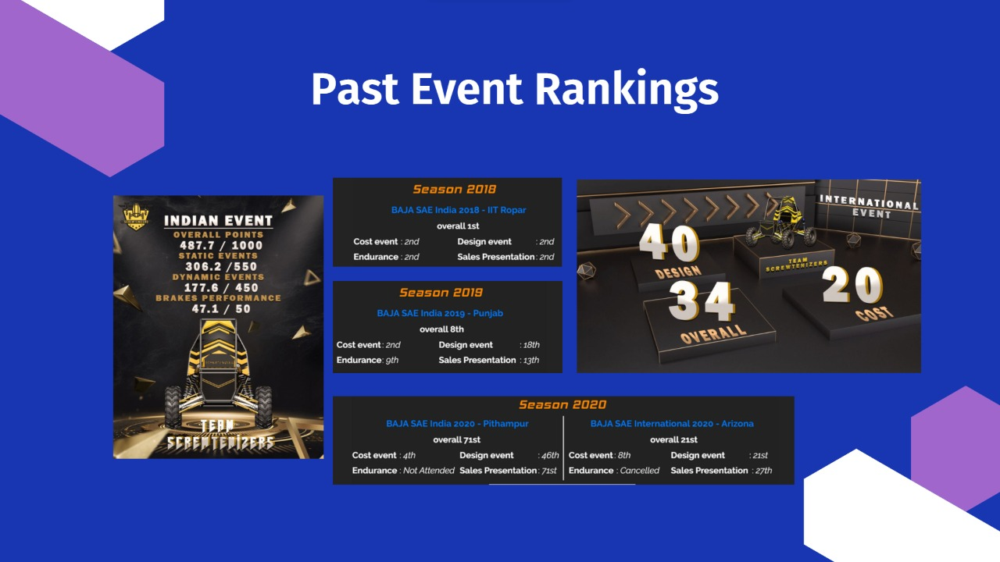 Past Event Rankings
INDIAN EVENT
OVERALL POINTS
487.7 / 1000
STATIC EVENTS
306.2 /550
DYNAMIC EVENTS
177.6 / 450
BRAKES PERFORMANCE
47.1 / 50
TEAM
SCREWTENIZERS
Season 2018
BAJA SAE India 2018 - IIT Ropar
overall 1st
Cost event : 2nd Design event : 2nd
Endurance : 2nd Sales Presentation : 2nd
Season 2019
BAJA SAE India 2019 - Punjab
overall 8th
Cost event : 2nd Design event : 18th
Endurance : 9th Sales Presentation : 13th
INTERNATIONAL
EVENT
40
DESIGN
TEAM
SCREWTENIZERS
34
OVERALL
20
COST
Season 2020
BAJA SAE India 2020 - Pithampur
overall 71st
Cost event : 4th Design event : 46th
Endurance : Not Attended Sales Presentation : 71st
BAJA SAE International 2020 - Arizona
overall 21st
Cost event : 8th Design event : 21st
Endurance : Cancelled Sales Presentation : 27th